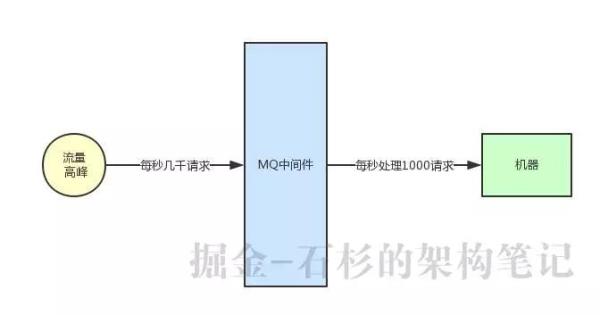 流量
高峰
每秒几千请求
MQ中间件
每秒处理1000请求
机器
掘金-石杉的架构笔记